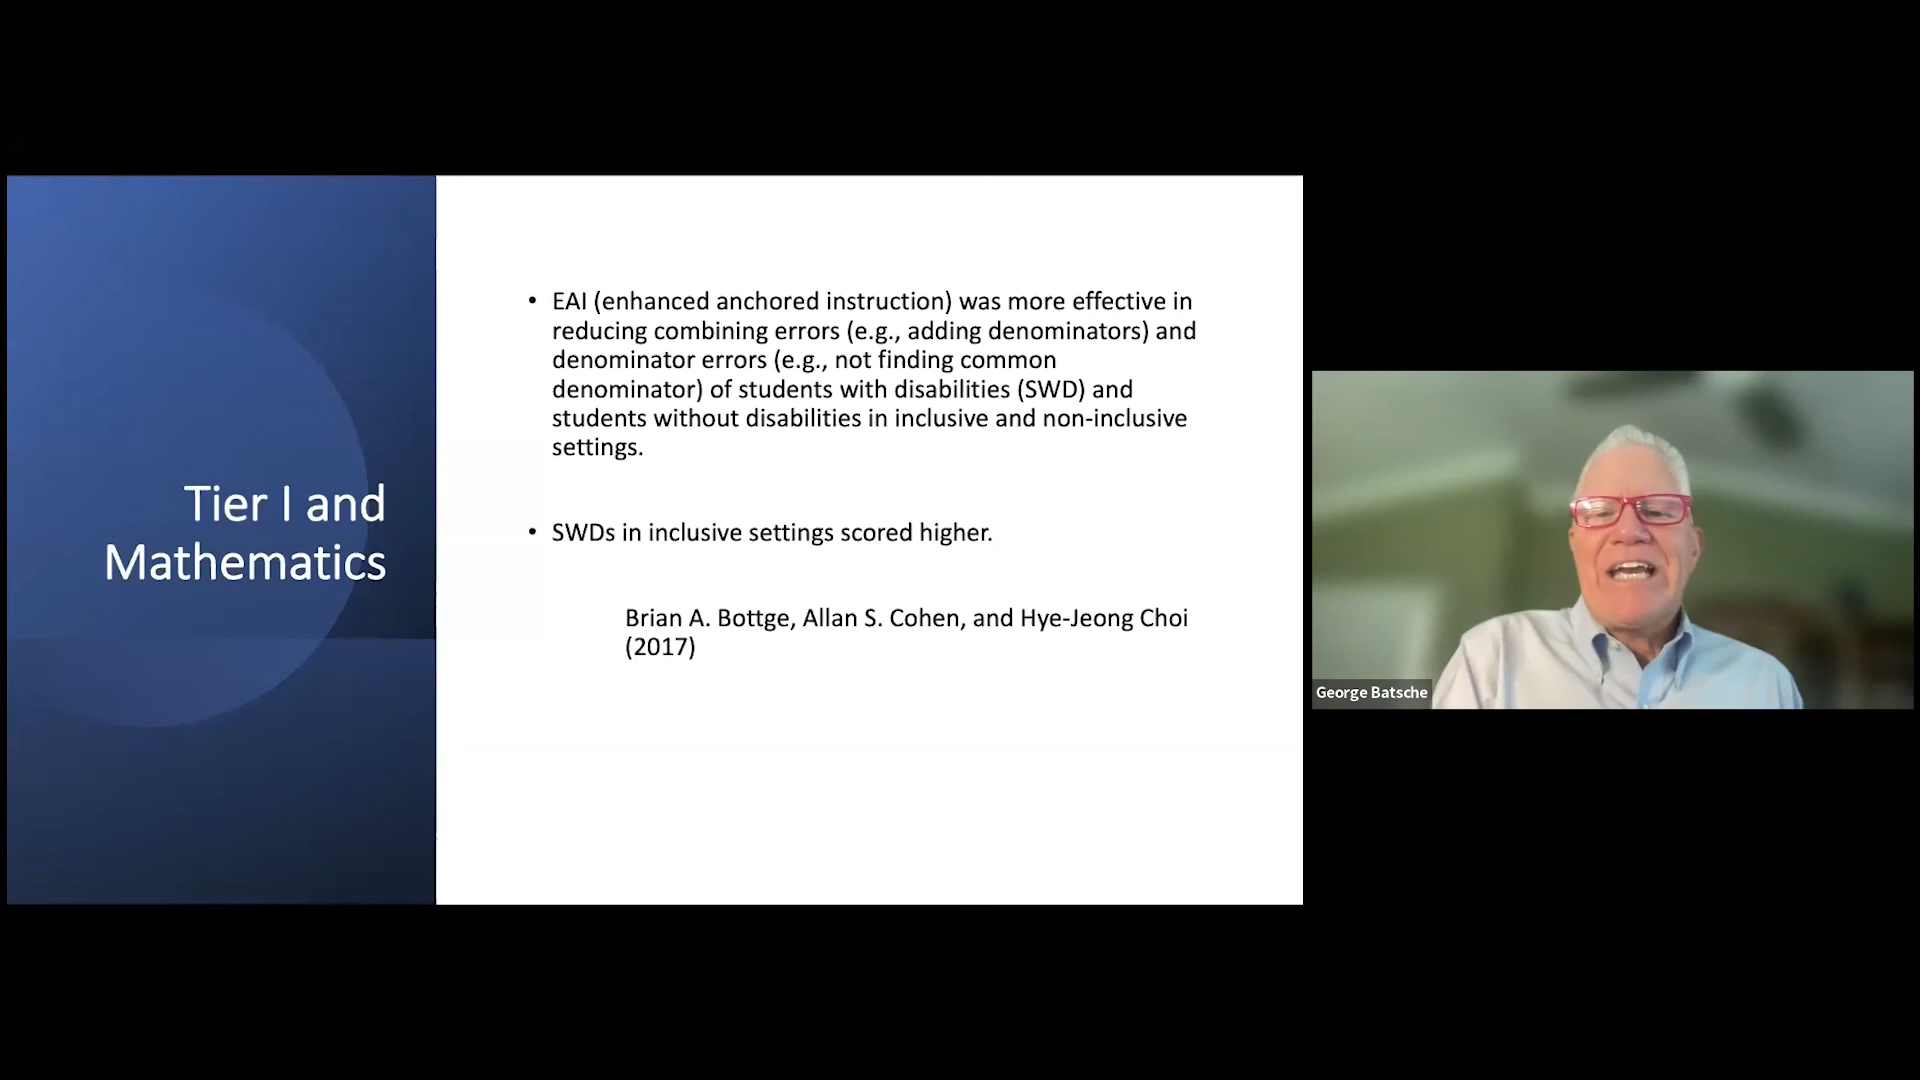 Tier I and
Mathematics
• EAI (enhanced anchored instruction) was more effective in
reducing combining errors (e.g., adding denominators) and
denominator errors (e.g., not finding common
denominator) of students with disabilities (SWD) and
students without disabilities in inclusive and non-inclusive
settings.
• SWDs in inclusive settings scored higher.
Brian A. Bottge, Allan S. Cohen, and Hye-Jeong Choi
(2017)
George Batsche